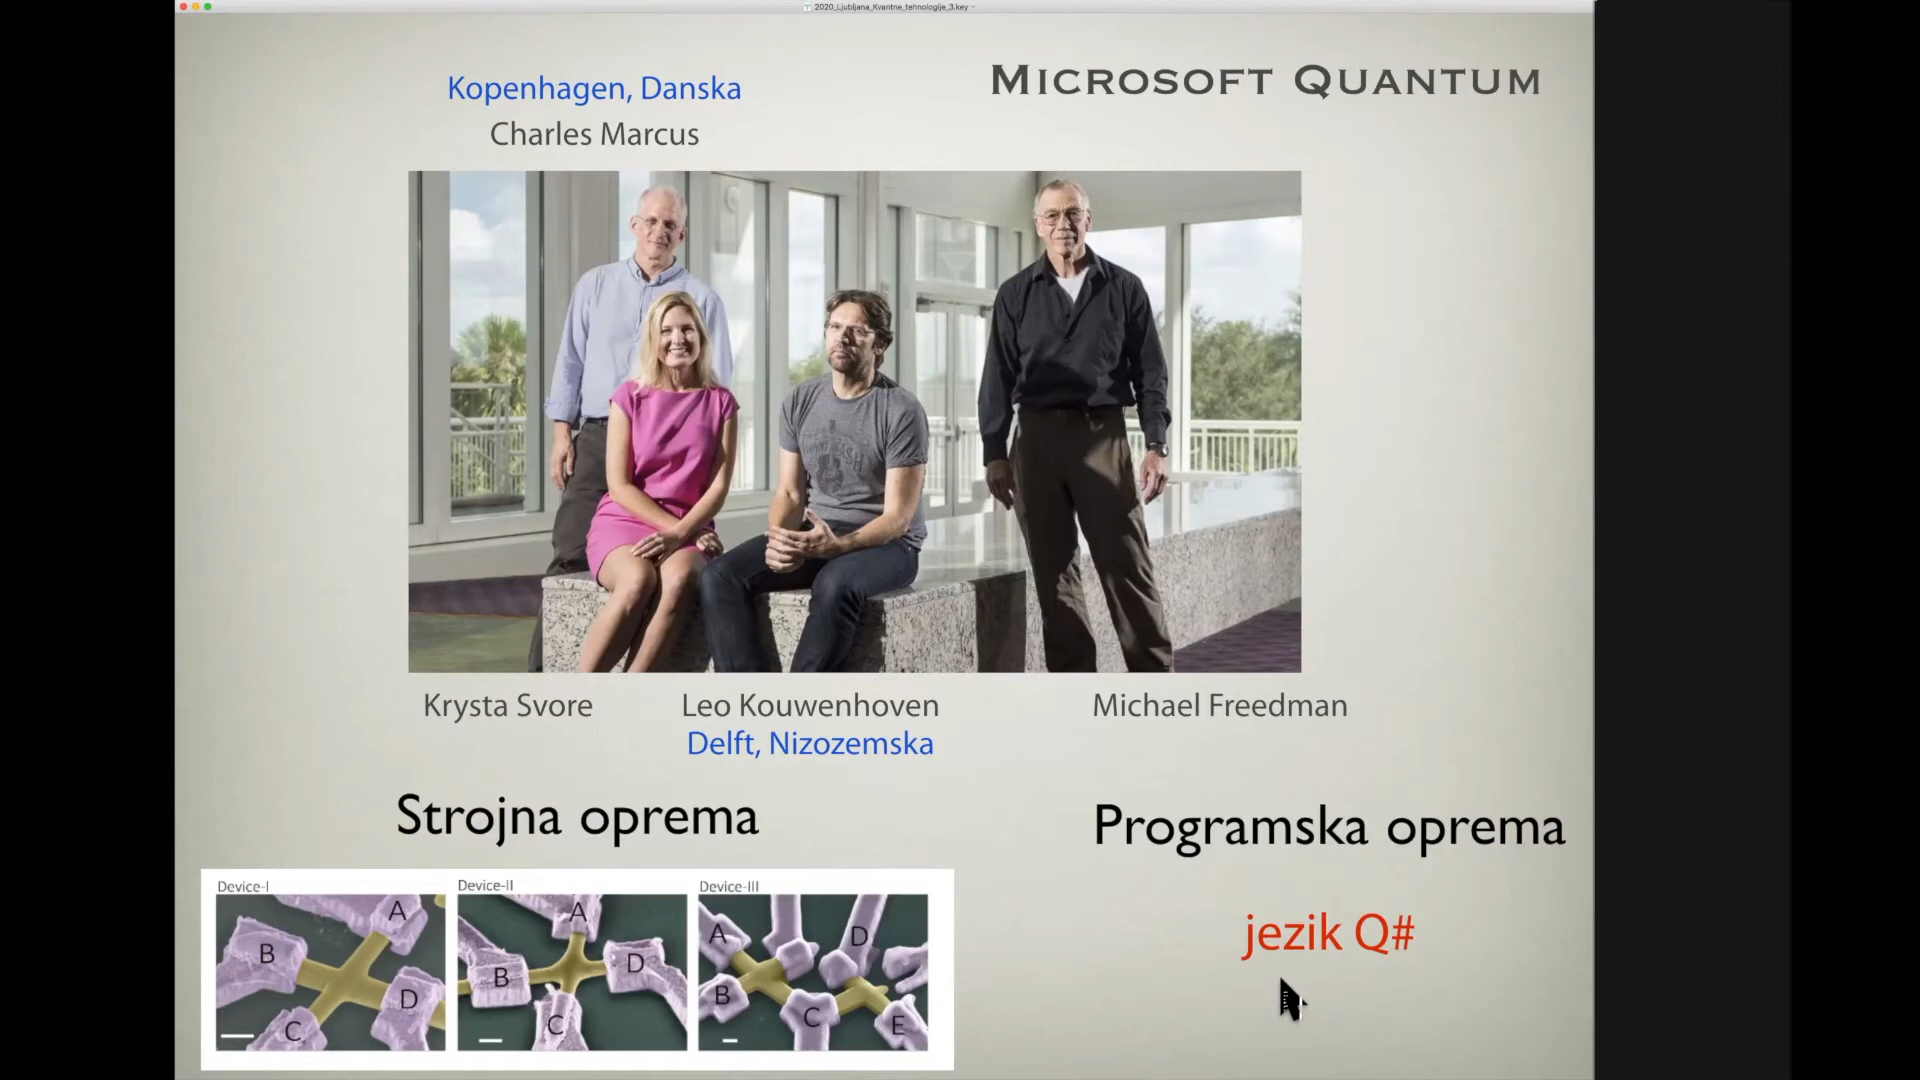 2020_Ljubljana_Kvantne_tehnologije_3.key
Microsoft Quantum
Kopenhagen, Danska
Charles Marcus
Krysta Svore
Leo Kouwenhoven
Delft, Nizozemska
Michael Freedman
Strojna oprema
Programska oprema
jezik Q#
Device-I
A
B
D
C
Device-II
A
B
D
C
Device-III
A
D
B
C
E